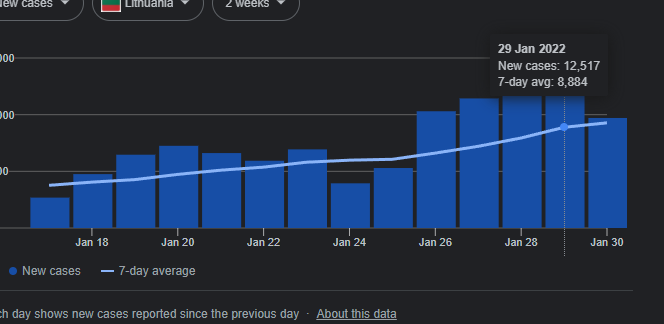 New cases
Lithuania
2 weeks
29 Jan 2022
New cases: 12,517
7-day avg: 8,884
000
000
00
Jan 18
Jan 20
Jan 22
Jan 24
Jan 26
Jan 28
Jan 30
New cases
7-day average
ch day shows new cases reported since the previous day · About this data